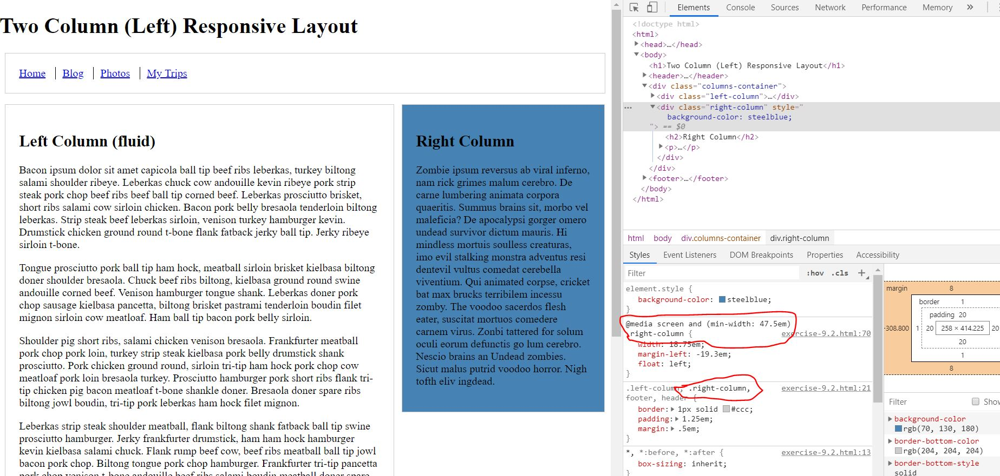 Two Column (Left) Responsive Layout
Home
Blog
Photos
My Trips
Left Column (fluid)
Bacon ipsum dolor sit amet capicola ball tip beef ribs leberkas, turkey biltong
salami shoulder ribeye. Leberkas chuck cow andouille kevin ribeye pork strip
steak pork chop beef ribs beef ball tip corned beef. Leberkas prosciutto brisket,
short ribs salami cow sirloin chicken. Bacon pork belly bresaola tenderloin biltong
leberkas. Strip steak beef leberkas sirloin, venison turkey hamburger kevin.
Drumstick chicken ground round t-bone flank fatback jerky ball tip. Jerky ribeye
sirloin t-bone.
Tongue prosciutto pork ball tip ham hock, meatball sirloin brisket kielbasa biltong
doner shoulder bresaola. Chuck beef ribs biltong, kielbasa ground round swine
andouille corned beef. Venison hamburger tongue shank. Leberkas doner pork
chop sausage kielbasa pancetta, biltong brisket pastrami tenderloin boudin filet
mignon sirloin cow meatloaf. Ham ball tip bacon pork belly sirloin.
Shoulder pig short ribs, salami chicken venison bresaola. Frankfurter meatball
pork chop pork loin, turkey strip steak kielbasa pork belly drumstick shank
prosciutto. Pork chicken ground round, sirloin tri-tip ham hock pork chop cow
meatloaf pork loin bresaola turkey. Prosciutto hamburger pork short ribs flank tri-
tip chicken pig bacon meatloaf t-bone shankle doner. Bresaola doner spare ribs
biltong jowl boudin, tri-tip pork leberkas ham hock filet mignon.
Leberkas strip steak shoulder meatball, flank biltong shank fatback ball tip swine
prosciutto hamburger. Jerky frankfurter drumstick, ham ham hock hamburger
kevin kielbasa salami chuck. Flank rump beef cow, beef ribs meatball ball tip jowl
bacon pork chop. Biltong tongue pork chop hamburger. Frankfurter tri-tip pancetta
pork chop venison t-bone andouille beef ribs salami boudin meatball doner spare
Right Column
Zombie ipsum reversus ab viral inferno,
nam rick grimes malum cerebro. De
carne lumbering animata corpora
quaeritis. Summus brains sit, morbo vel
maleficia? De apocalypsi gorger omero
undead survivor dictum mauris. Hi
mindless mortuis soulless creaturas,
imo evil stalking monstra adventus resi
dentevil vultus comedat cerebella
viventium. Qui animated corpse, cricket
bat max brucks terribilem incessu
zomby. The voodoo sacerdos flesh
eater, suscitat mortuos comedere
carnem virus. Zonbi tattered for solum
oculi eorum defunctis go lum cerebro.
Nescio brains an Undead zombies.
Sicut malus putrid voodoo horror. Nigh
tofth eliv ingdead.
Elements Console Sources Network Performance Memory »
<!doctype html>
<html>
<head>…</head>
<body>
<h1>Two Column (Left) Responsive Layout</h1>
<header>…</header>
<div class="columns-container">
<div class="left-column">…</div>
<div class="right-column" style="
background-color: steelblue;
"> == $0
<h2>Right Column</h2>
<p>…</p>
</div>
</div>
<footer>…</footer>
</body>
</html>
html body div.columns-container div.right-column
Styles Event Listeners DOM Breakpoints Properties Accessibility
Filter :hov .cls +
element.style {
background-color: steelblue;
}
@media screen and (min-width: 47.5em)
.right-column { exercise-9.2.html:70
width: 18.75em;
margin-left: -19.3em;
float: left;
}
.left-column, .right-column, exercise-9.2.html:21
footer, header {
border: 1px solid #ccc;
padding: 1.25em;
margin: .5em;
}
*, *:before, *:after { exercise-9.2.html:13
box-sizing: inherit;
}
margin 8
border 1
padding 20
-308.800 1 20 258 × 414.225 20
20
1
8
Filter Show
background-color
rgb(70, 130, 180)
border-bottom-color
rgb(204, 204, 204)
border-bottom-style
solid